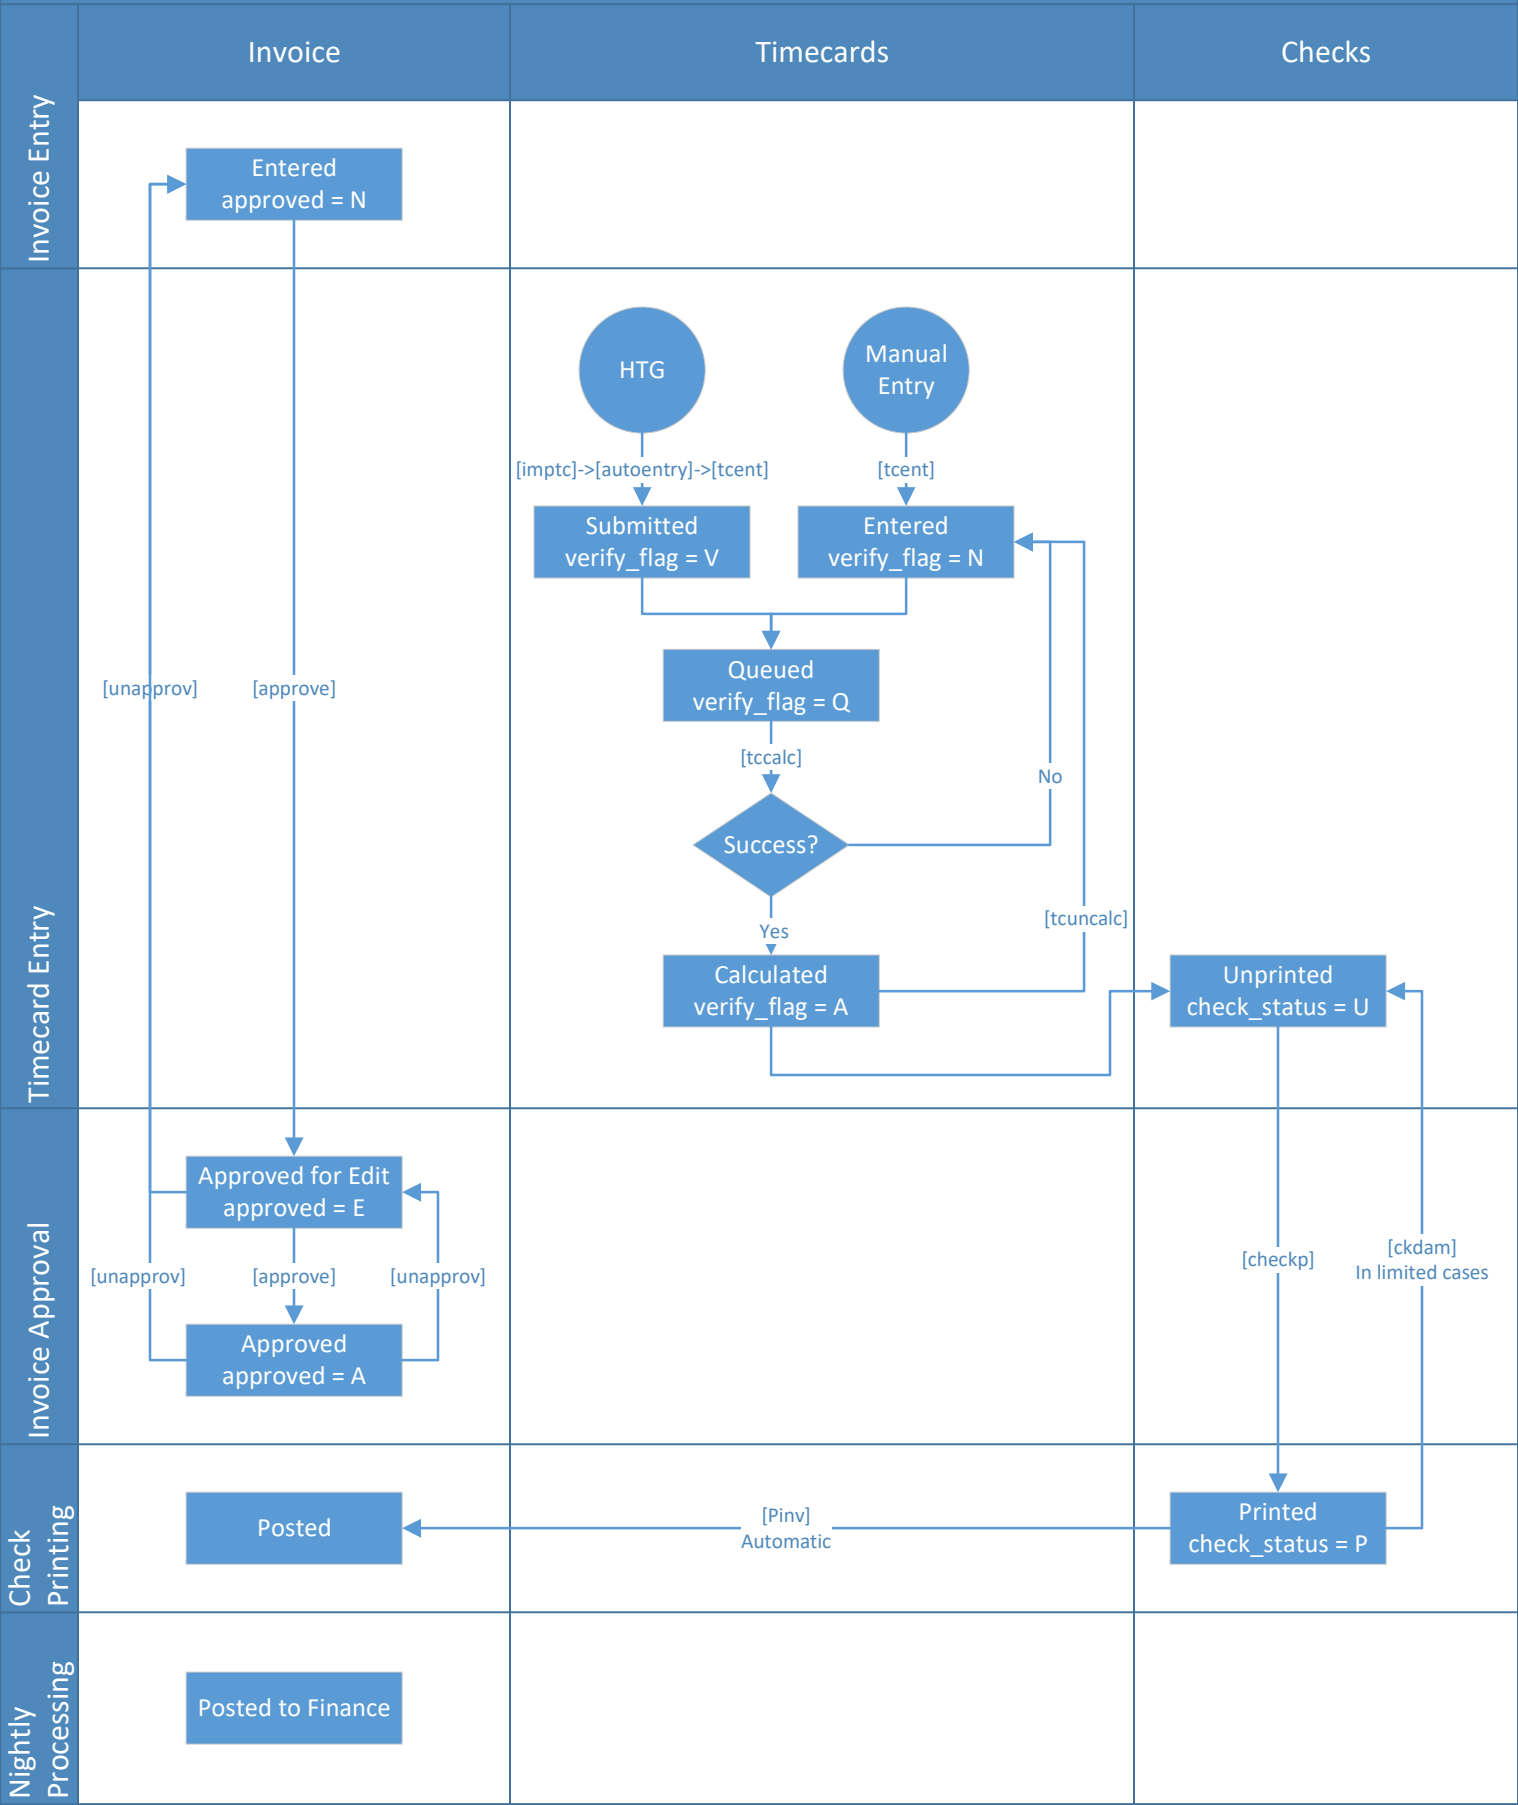 Invoice
Timecards
Checks
Invoice Entry
Entered
approved = N
Timecard Entry
HTG
Manual
Entry
[imptc]->[autoentry]->[tcent]
[tcent]
Submitted
verify_flag = V
Entered
verify_flag = N
Queued
verify_flag = Q
[unapprov]
[approve]
[tccalc]
No
Success?
[tcuncalc]
Yes
Calculated
verify_flag = A
Unprinted
check_status = U
Invoice Approval
Approved for Edit
approved = E
[unapprov]
[approve]
[unapprov]
[checkp]
[ckdam]
In limited cases
Approved
approved = A
Check
Printing
Posted
[Pinv]
Automatic
Printed
check_status = P
Nightly
Processing
Posted to Finance